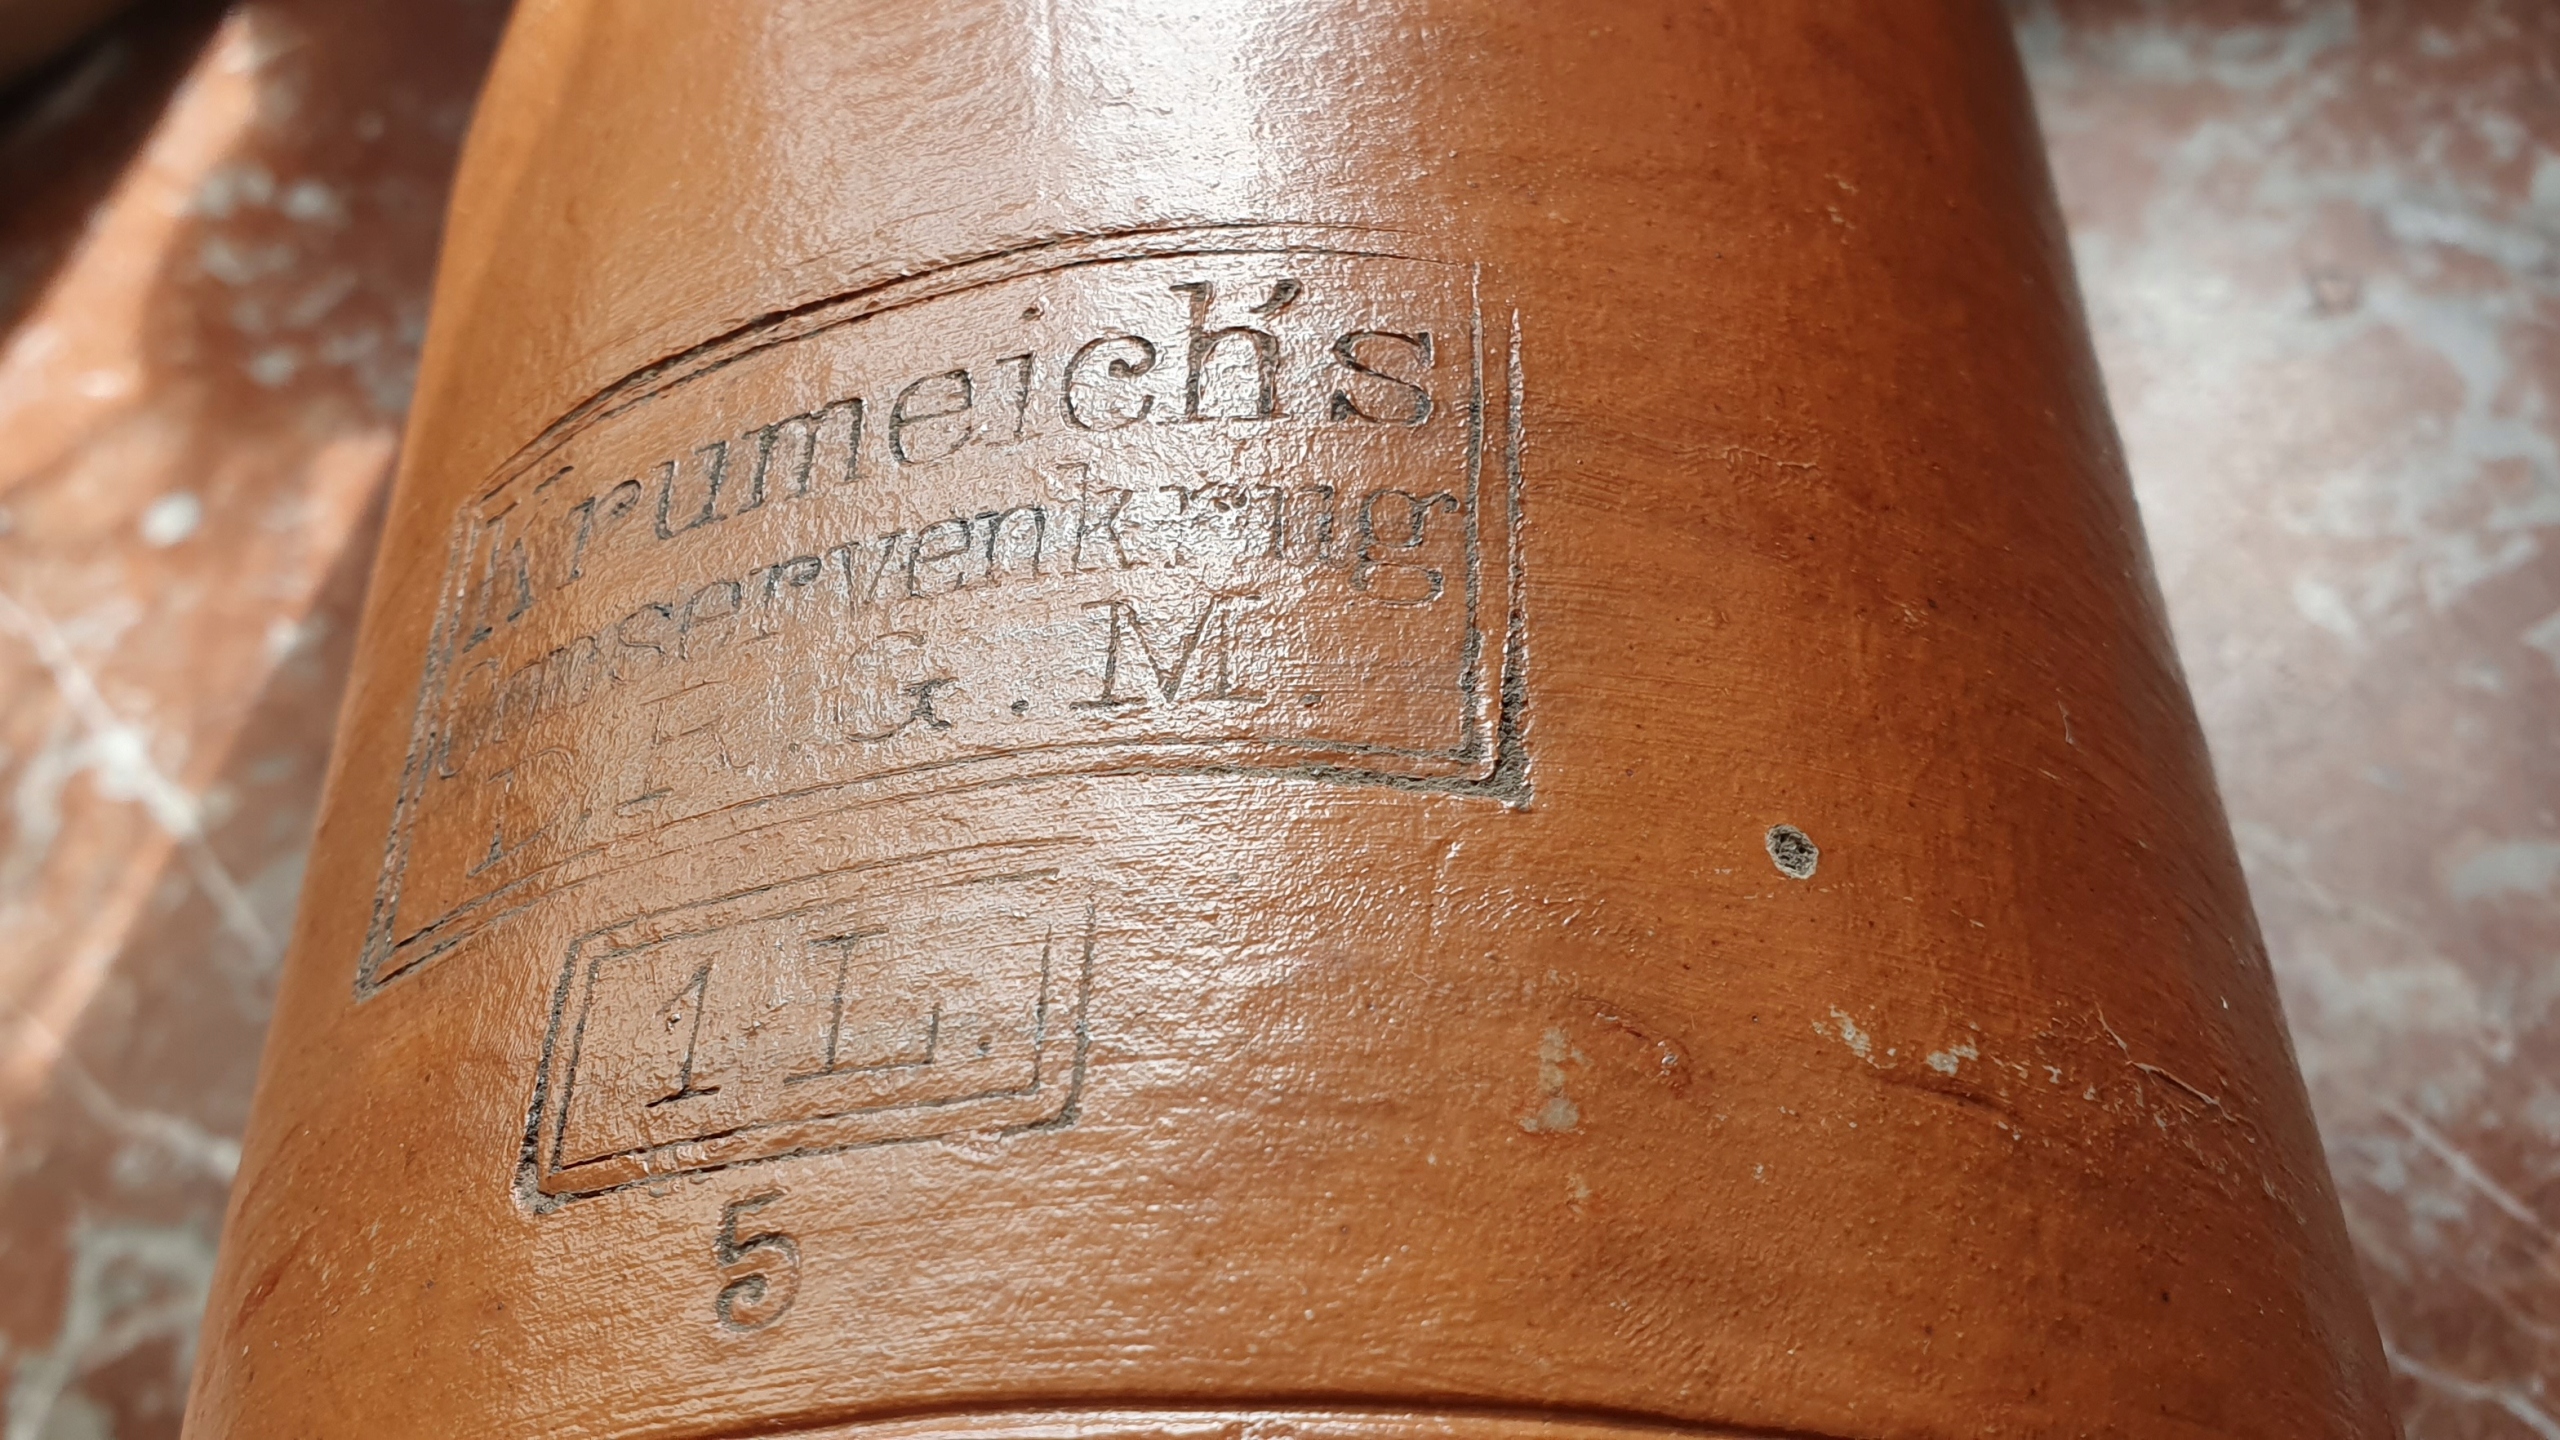 Krumeich's
Conservenkrug
D.R.G.M.
1 L.
5